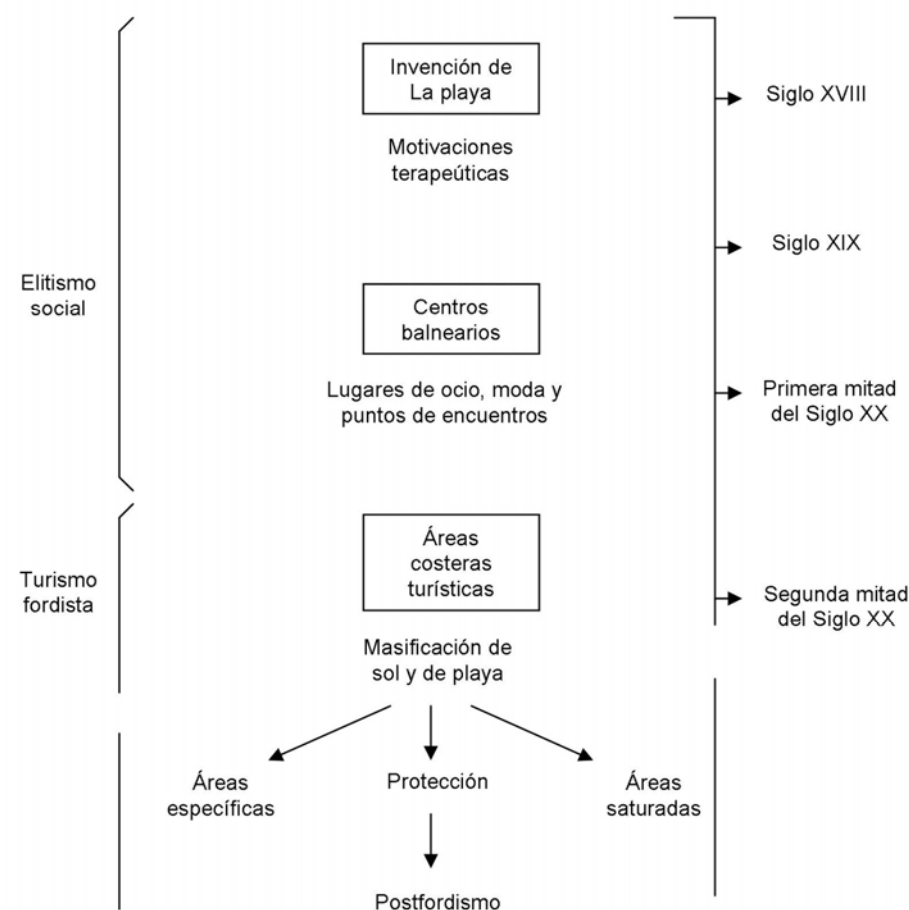 Invención de
La playa
Siglo XVIII
Motivaciones
terapeúticas
Siglo XIX
Elitismo
social
Centros
balnearios
Lugares de ocio, moda y
puntos de encuentros
Primera mitad
del Siglo XX
Áreas
costeras
turísticas
Turismo
fordista
Segunda mitad
del Siglo XX
Masificación de
sol y de playa
Áreas
específicas
Protección
Áreas
saturadas
Postfordismo